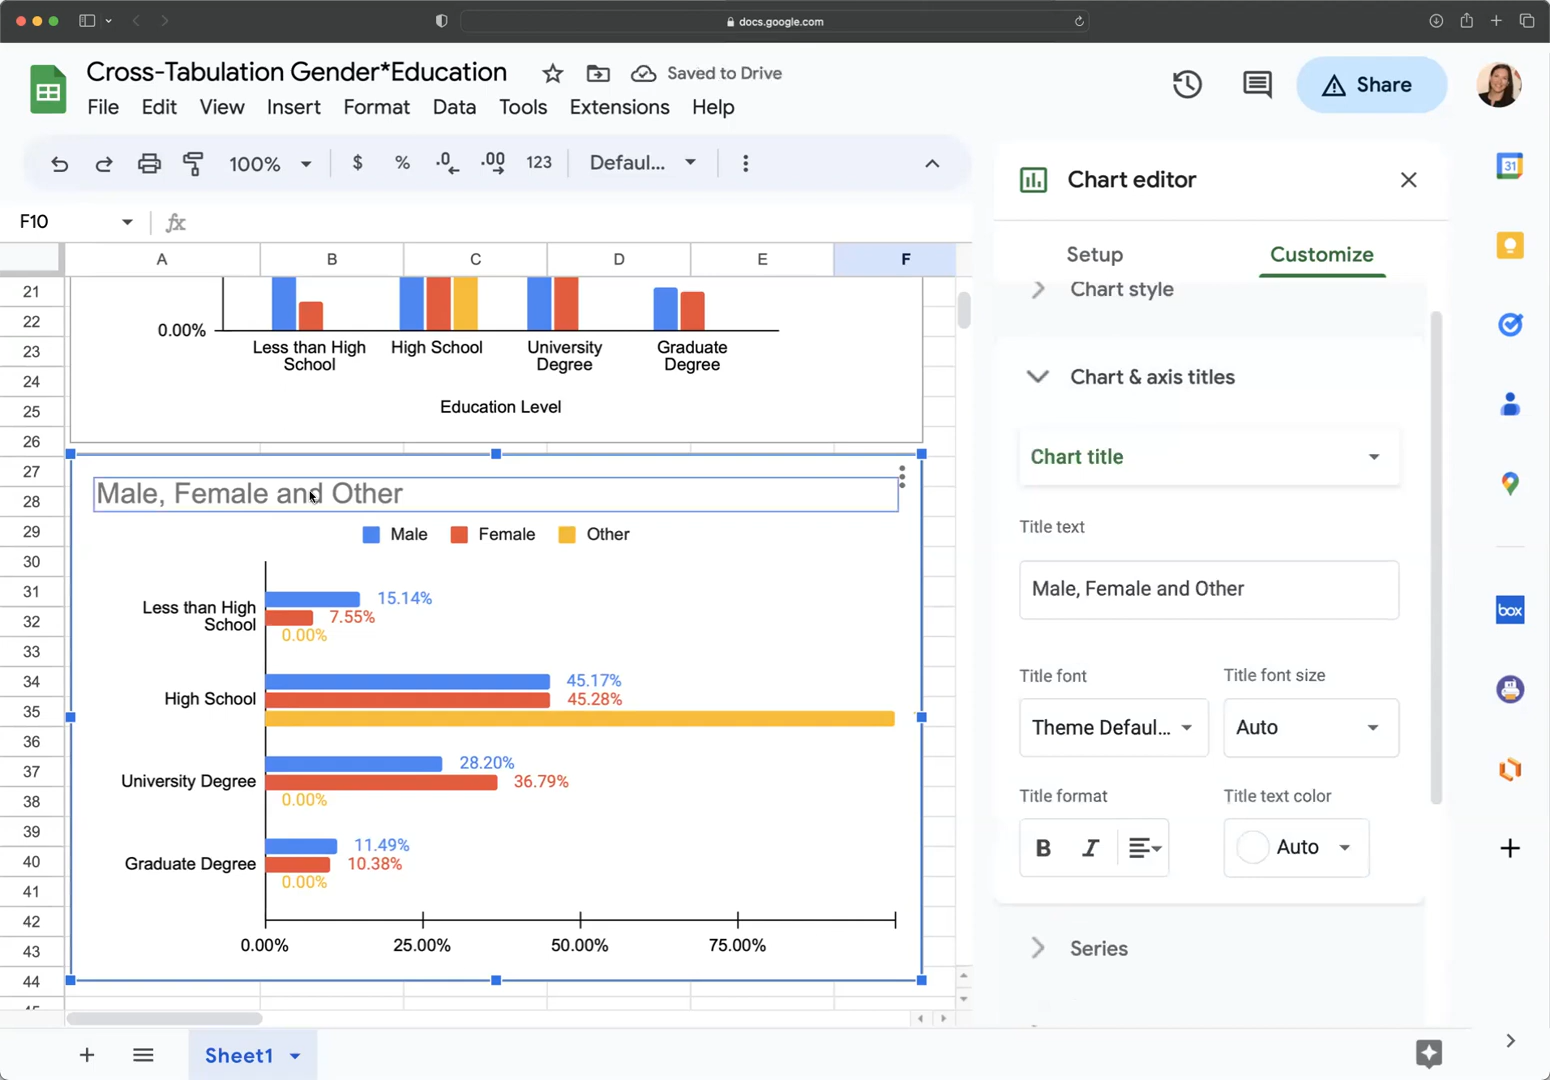 docs.google.com
Cross-Tabulation Gender*Education
Saved to Drive
Share
File Edit View Insert Format Data Tools Extensions Help
100% $ % .0 .00 123 Defaul...
F10 fx
A B C D E F
21
22
23
24
25
26
27
28
29
30
31
32
33
34
35
36
37
38
39
40
41
42
43
44
0.00%
Less than High School
High School
University Degree
Graduate Degree
Education Level
Male, Female and Other
Male Female Other
Less than High School
15.14%
7.55%
0.00%
High School
45.17%
45.28%
University Degree
28.20%
36.79%
0.00%
Graduate Degree
11.49%
10.38%
0.00%
0.00% 25.00% 50.00% 75.00%
Sheet1
Chart editor
Setup Customize
Chart style
Chart & axis titles
Chart title
Title text
Male, Female and Other
Title font Title font size
Theme Defaul... Auto
Title format Title text color
B I Auto
Series
31
box